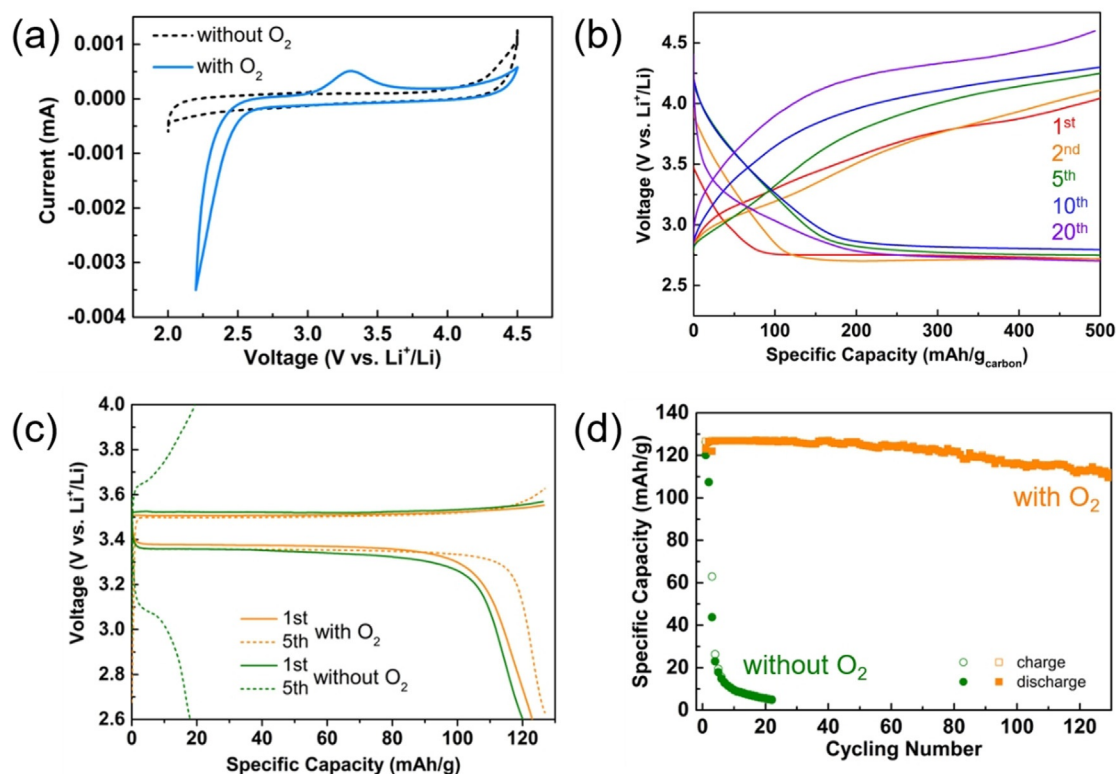 (a)
without O₂
with O₂
0.001
0.000
-0.001
-0.002
-0.003
-0.004
Current (mA)
2.0 2.5 3.0 3.5 4.0 4.5
Voltage (V vs. Li⁺/Li)
(b)
4.5
4.0
3.5
3.0
2.5
Voltage (V vs. Li⁺/Li)
1ˢᵗ
2ⁿᵈ
5ᵗʰ
10ᵗʰ
20ᵗʰ
0 100 200 300 400 500
Specific Capacity (mAh/g_carbon)
(c)
4.0
3.8
3.6
3.4
3.2
3.0
2.8
2.6
Voltage (V vs. Li⁺/Li)
1st
5th
with O₂
1st
5th
without O₂
0 20 40 60 80 100 120
Specific Capacity (mAh/g)
(d)
140
120
100
80
60
40
20
0
Specific Capacity (mAh/g)
with O₂
without O₂
charge
discharge
0 20 40 60 80 100 120
Cycling Number